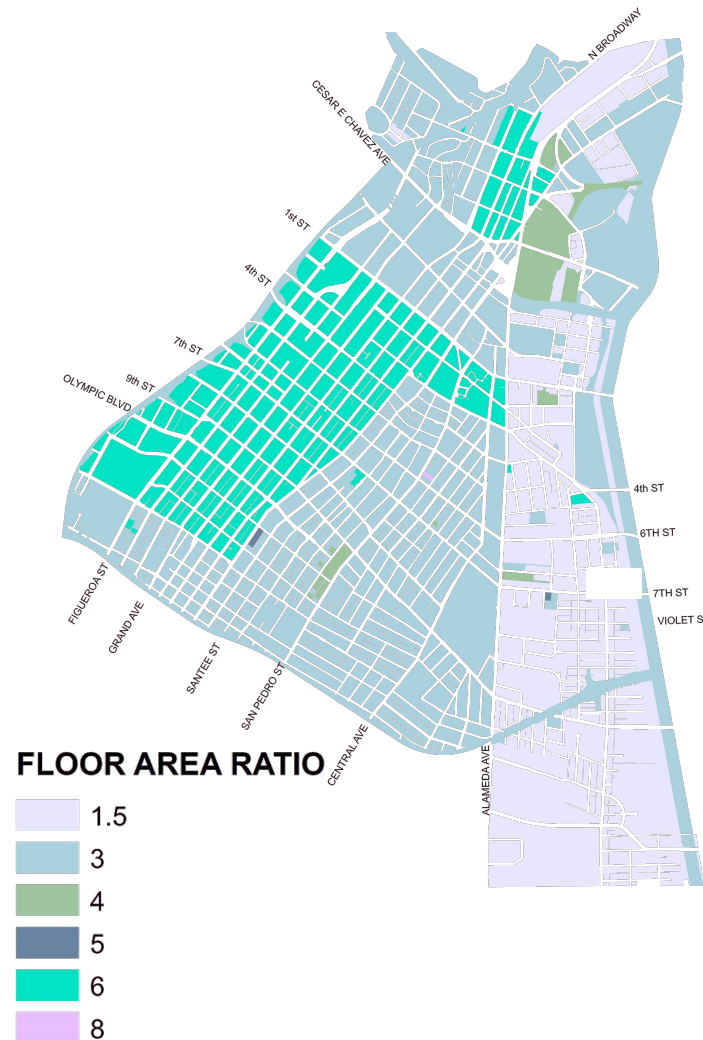 N BROADWAY
CESAR E CHAVEZ AVE
1st ST
4th ST
7th ST
9th ST
OLYMPIC BLVD
4th ST
6TH ST
7TH ST
VIOLET S
FIGUEROA ST
GRAND AVE
SANTEE ST
SAN PEDRO ST
CENTRAL AVE
ALAMEDA AVE
FLOOR AREA RATIO
1.5
3
4
5
6
8